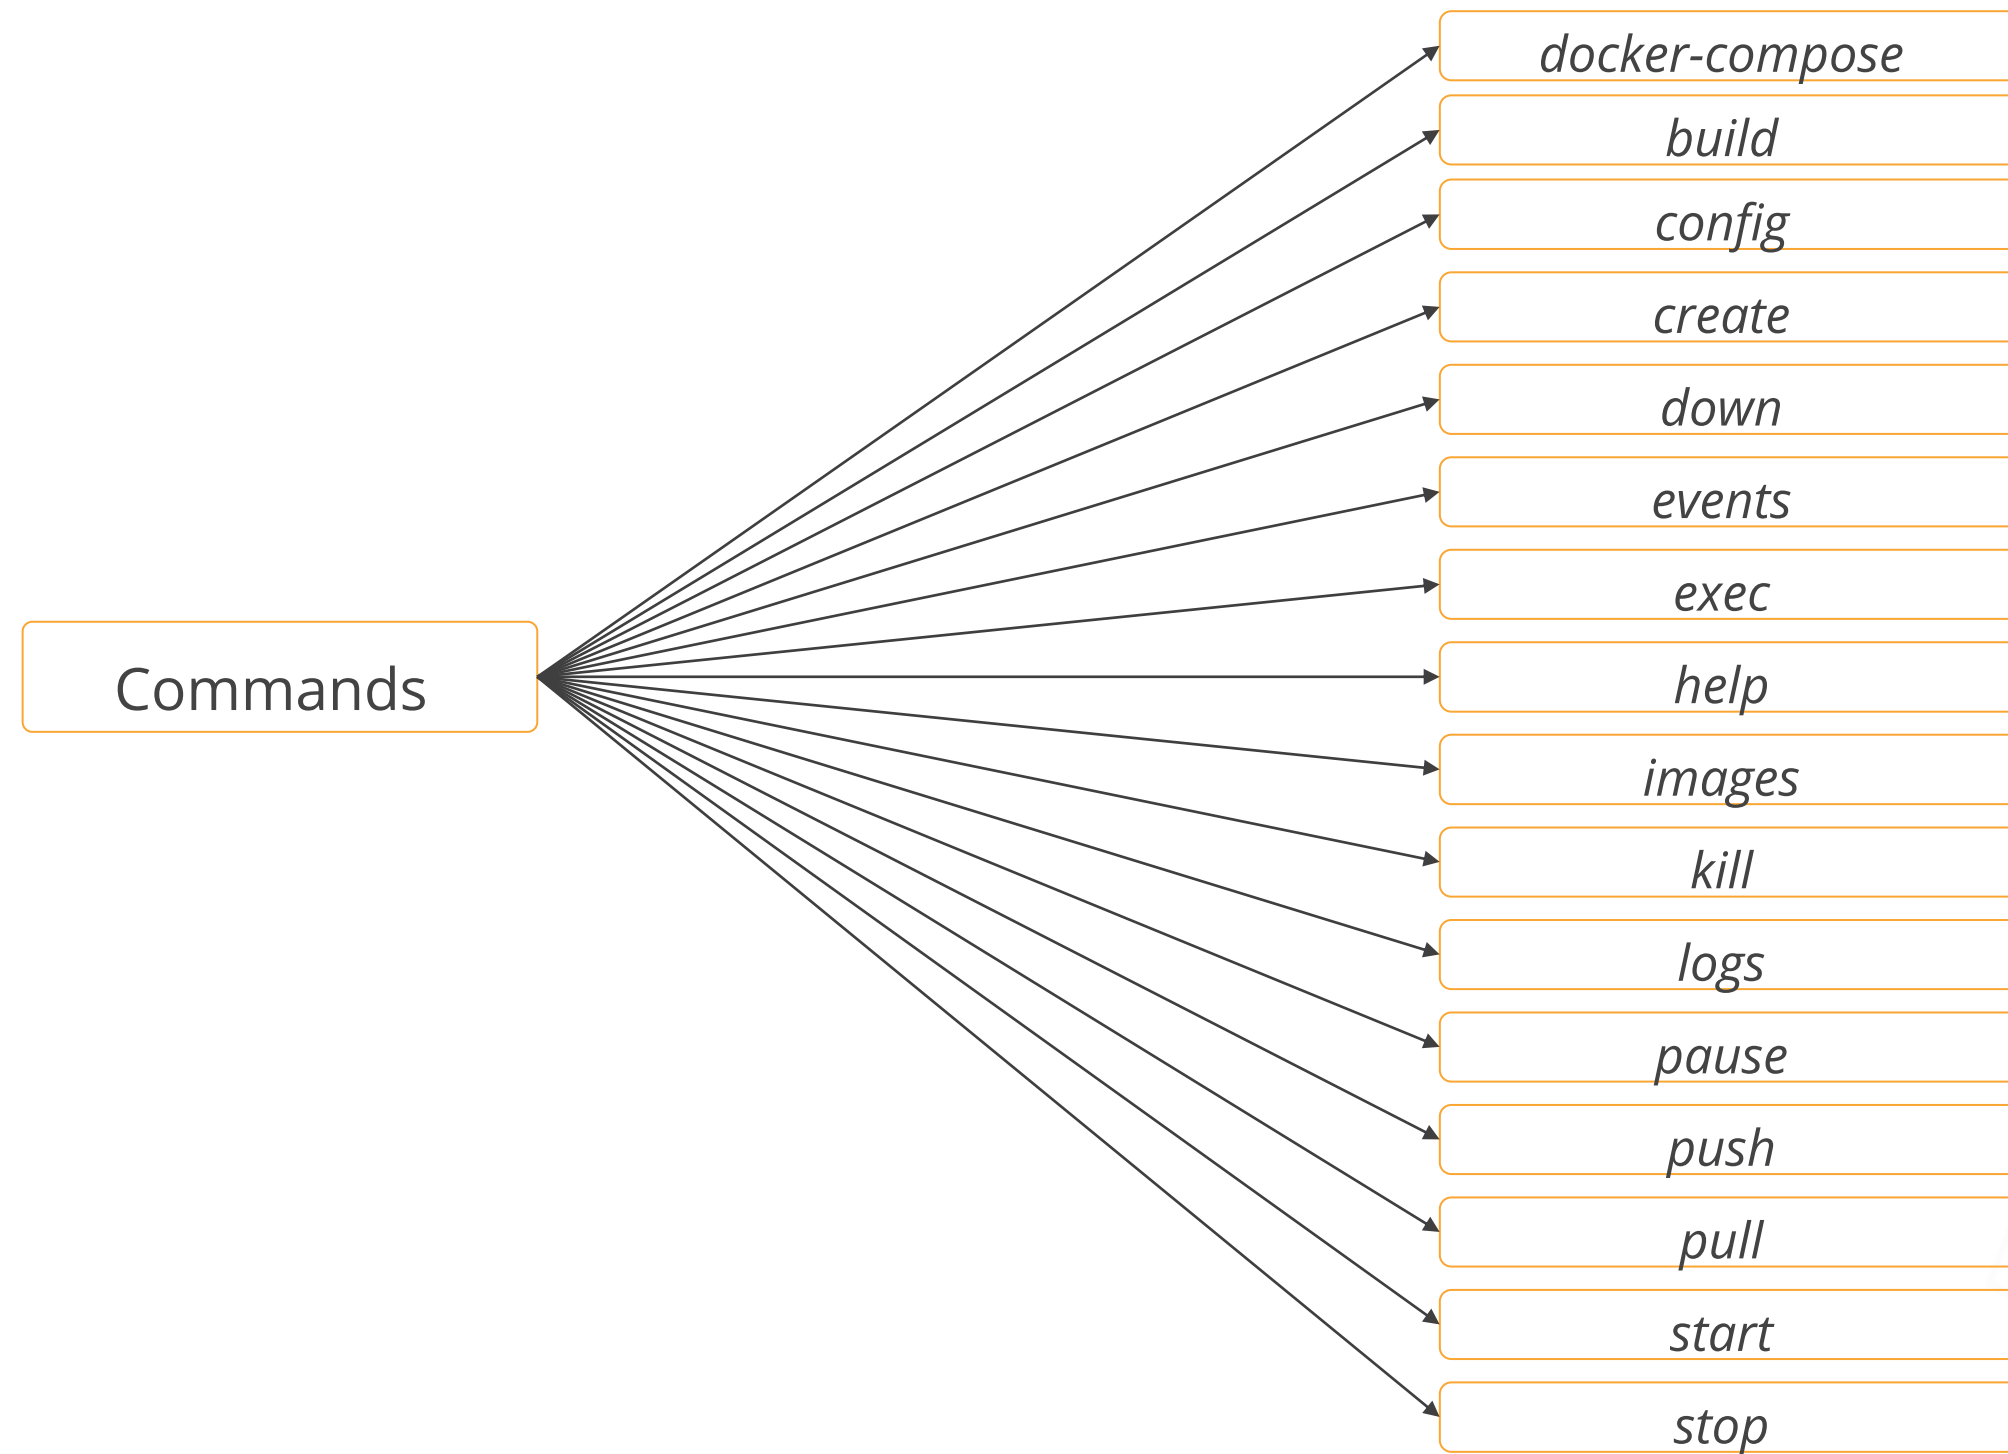 docker-compose
build
config
create
down
events
exec
Commands
help
images
kill
logs
pause
push
pull
start
stop